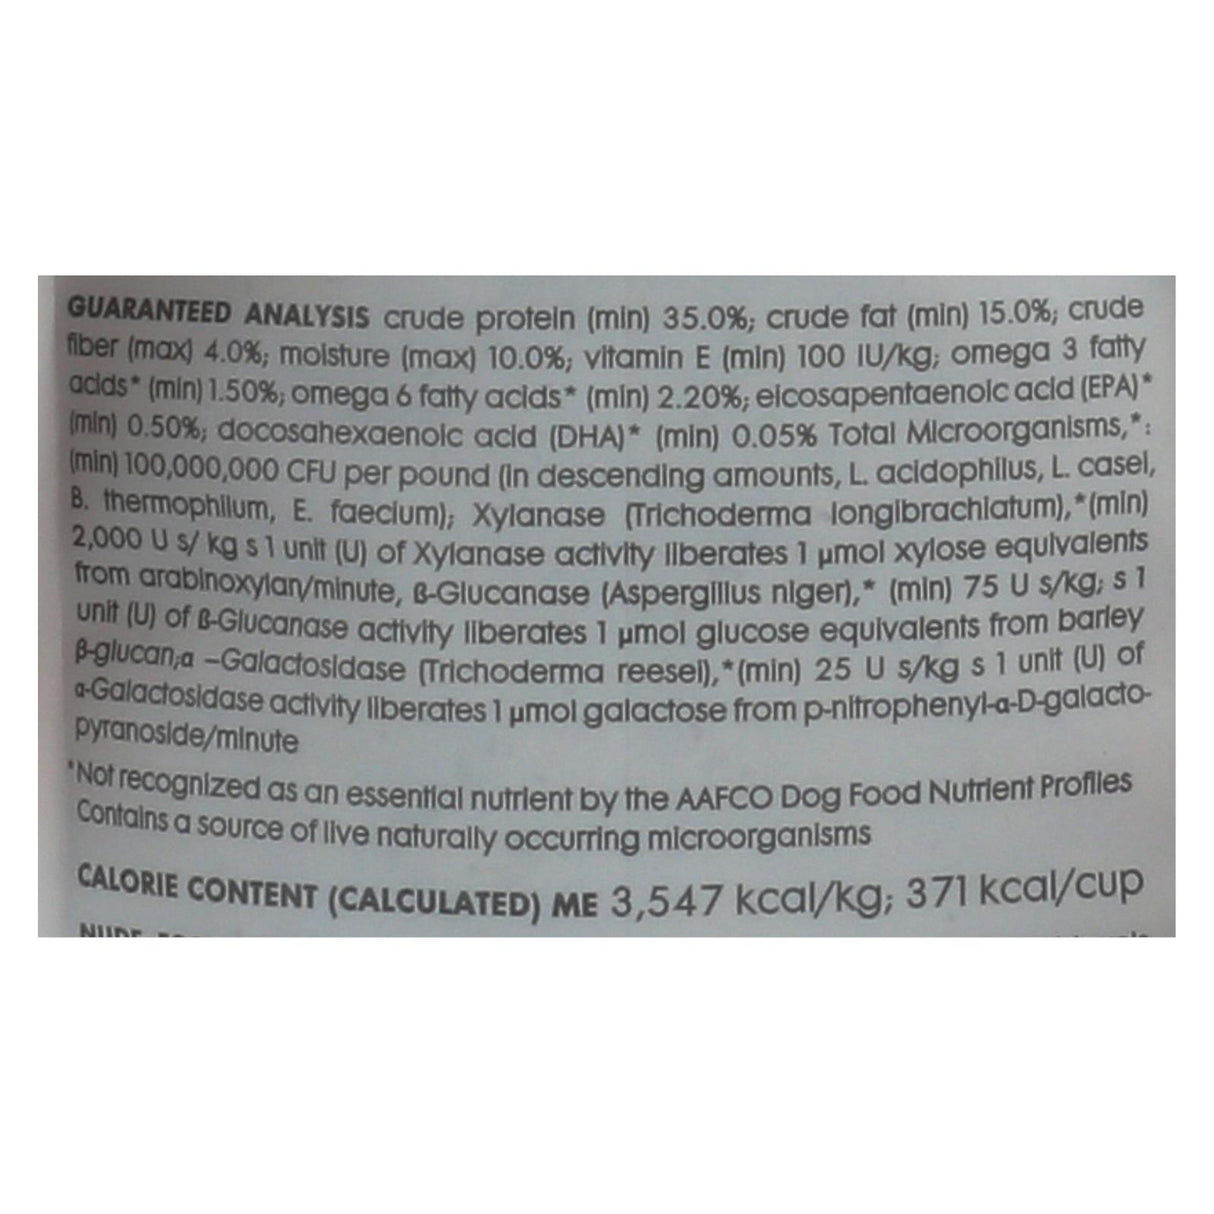 GUARANTEED ANALYSIS crude protein (min) 35.0%; crude fat (min) 15.0%; crude
fiber (max) 4.0%; moisture (max) 10.0%; vitamin E (min) 100 IU/kg; omega 3 fatty
acids* (min) 1.50%; omega 6 fatty acids* (min) 2.20%; eicosapentaenoic acid (EPA)*
(min) 0.50%; docosahexaenoic acid (DHA)* (min) 0.05% Total Microorganisms,*:
(min) 100,000,000 CFU per pound (in descending amounts, L. acidophilus, L. casei,
B. thermophilum, E. faecium); Xylanase (Trichoderma longibrachiatum),*(min)
2,000 U s/ kg s 1 unit (U) of Xylanase activity liberates 1 µmol xylose equivalents
from arabinoxylan/minute, ß-Glucanase (Aspergillus niger),* (min) 75 U s/kg; s 1
unit (U) of ß-Glucanase activity liberates 1 µmol glucose equivalents from barley
β-glucan;α –Galactosidase (Trichoderma reesei),*(min) 25 U s/kg s 1 unit (U) of
α-Galactosidase activity liberates 1 µmol galactose from p-nitrophenyl-α-D-galacto-
pyranoside/minute
*Not recognized as an essential nutrient by the AAFCO Dog Food Nutrient Profiles
Contains a source of live naturally occurring microorganisms
CALORIE CONTENT (CALCULATED) ME 3,547 kcal/kg; 371 kcal/cup